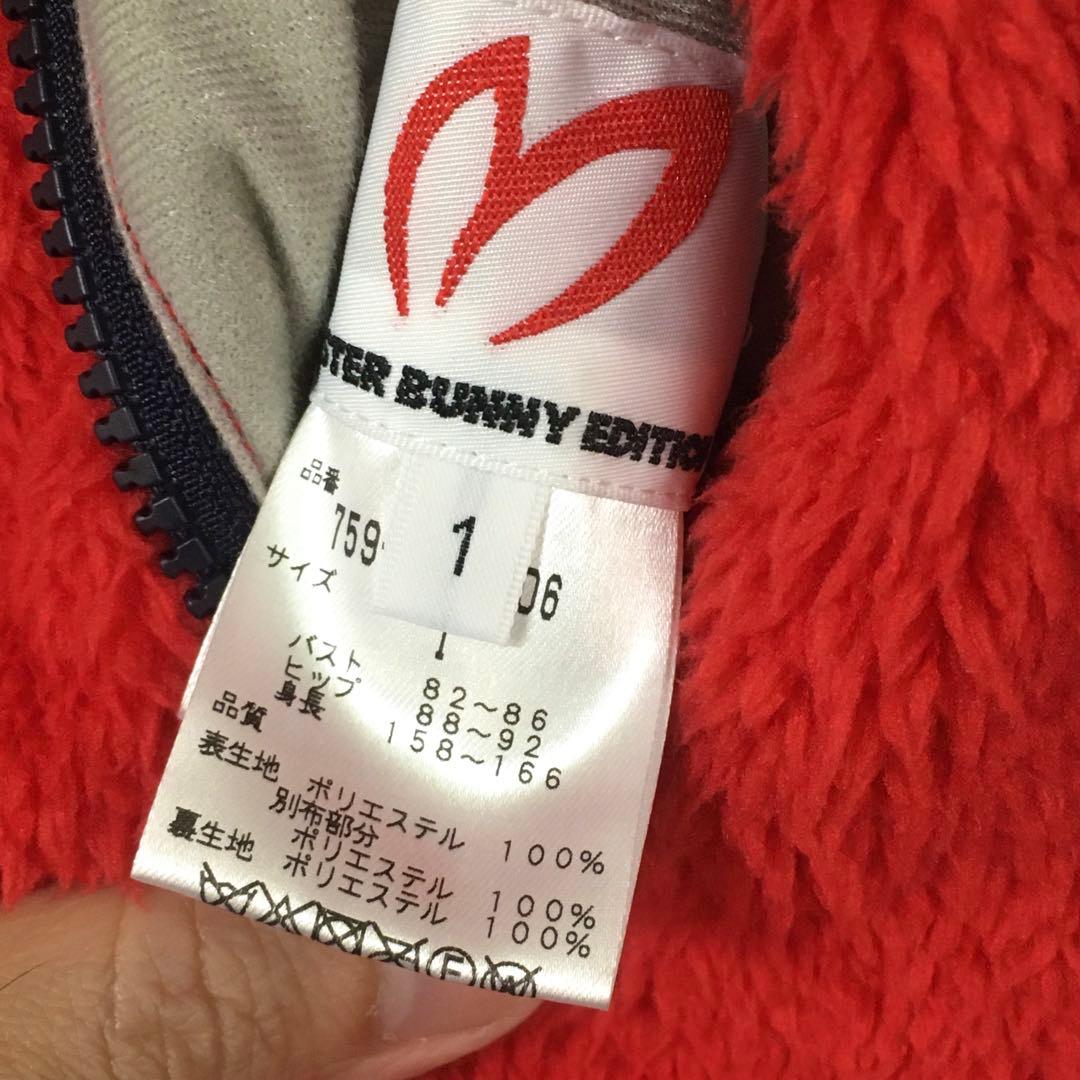 STER BUNNY EDITIO
1
品番
759- 06
サイズ
1
バスト 82～86
ヒップ 88～92
身長 158～166
品質
表生地 ポリエステル 100%
別布部分
ポリエステル 100%
裏生地 ポリエステル 100%